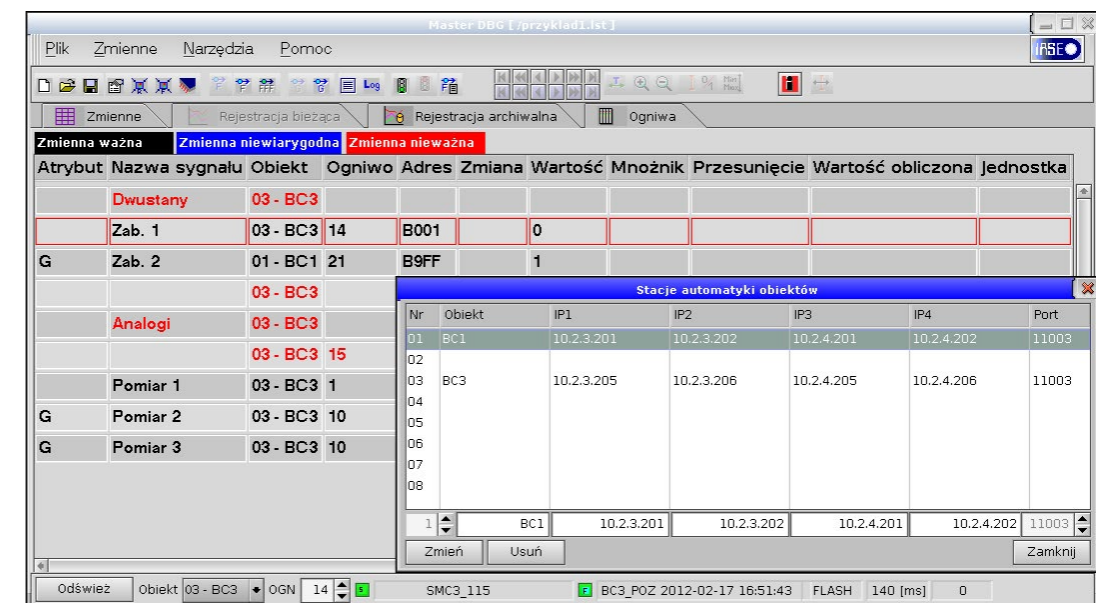 Master DBG [ /przyklad1.lst ]
Plik Zmienne Narzędzia Pomoc
IASE
Log
Zmienne Rejestracja bieżąca Rejestracja archiwalna Ogniwa
Zmienna ważna Zmienna niewiarygodna Zmienna nieważna
Atrybut Nazwa sygnału Obiekt Ogniwo Adres Zmiana Wartość Mnożnik Przesunięcie Wartość obliczona Jednostka
Dwustany 03 - BC3
Zab. 1 03 - BC3 14 B001 0
G Zab. 2 01 - BC1 21 B9FF 1
03 - BC3
Analogi 03 - BC3
03 - BC3 15
Pomiar 1 03 - BC3 1
G Pomiar 2 03 - BC3 10
G Pomiar 3 03 - BC3 10
Stacje automatyki obiektów
Nr Obiekt IP1 IP2 IP3 IP4 Port
01 BC1 10.2.3.201 10.2.3.202 10.2.4.201 10.2.4.202 11003
02
03 BC3 10.2.3.205 10.2.3.206 10.2.4.205 10.2.4.206 11003
04
05
06
07
08
1 BC1 10.2.3.201 10.2.3.202 10.2.4.201 10.2.4.202 11003
Zmień Usuń Zamknij
Odśwież Obiekt 03 - BC3 OGN 14 S SMC3_115 F BC3_POZ 2012-02-17 16:51:43 FLASH 140 [ms] 0